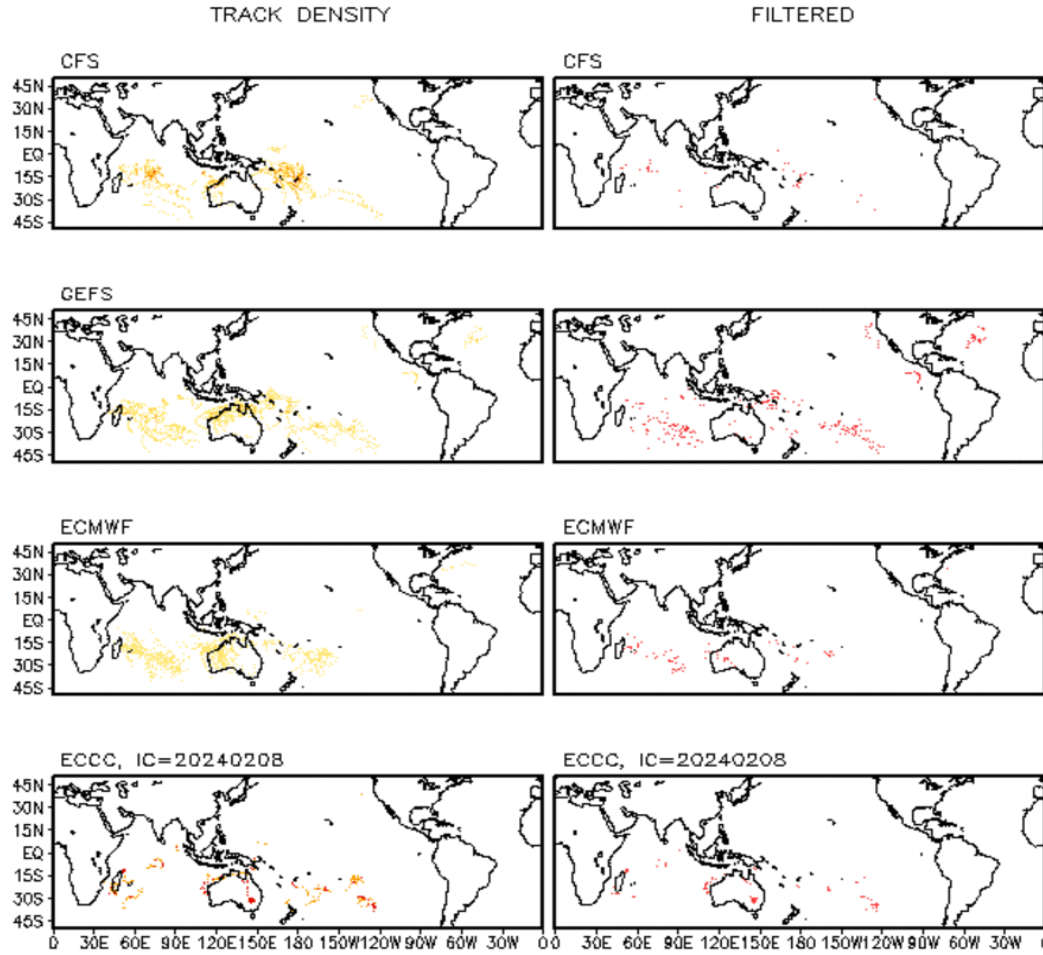 TRACK DENSITY FILTERED
CFS CFS
45N
30N
15N
EQ
15S
30S
45S
GEFS CFS
45N
30N
15N
EQ
15S
30S
45S
ECMWF ECMWF
45N
30N
15N
EQ
15S
30S
45S
ECCC, IC=20240208 ECCC, IC=20240208
45N
30N
15N
EQ
15S
30S
45S
0 30E 60E 90E 120E 150E 180 150W 120W 90W 60W 30W 0 30E 60E 90E 120E 150E 180 150W 120W 90W 60W 30W